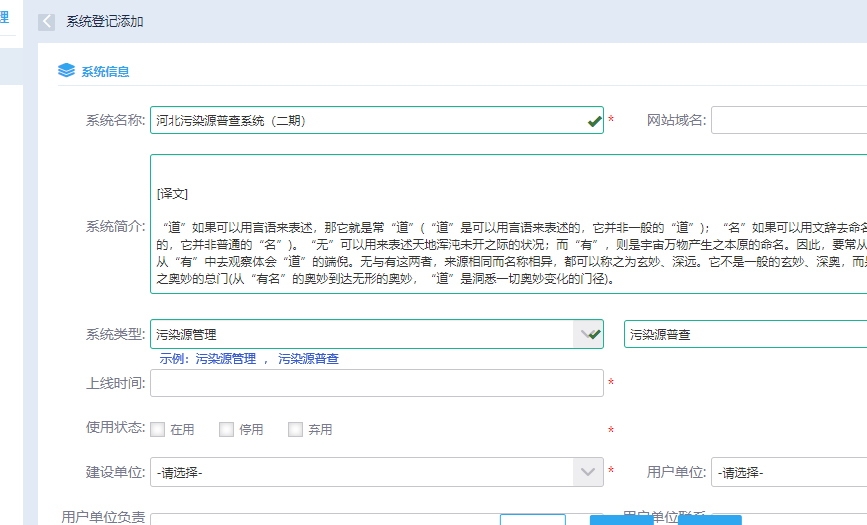 理
系统登记添加
系统信息
系统名称: 河北污染源普查系统（二期） * 网站域名:
[译文]
系统简介: “道”如果可以用言语来表述，那它就是常“道”(“道”是可以用言语来表述的，它并非一般的“道”)；“名”如果可以用文辞去命名
的，它并非普通的“名”)。“无”可以用来表述天地浑沌未开之际的状况；而“有”，则是宇宙万物产生之本原的命名。因此，要常从
从“有”中去观察体会“道”的端倪。无与有这两者，来源相同而名称相异，都可以称之为玄妙、深远。它不是一般的玄妙、深奥，而是
之奥妙的总门(从“有名”的奥妙到达无形的奥妙，“道”是洞悉一切奥妙变化的门径)。
系统类型: 污染源管理 污染源普查
示例: 污染源管理 ， 污染源普查
上线时间: *
使用状态: 在用 停用 弃用 *
建设单位: -请选择- * 用户单位: -请选择-
用户单位负责 用户单位联系